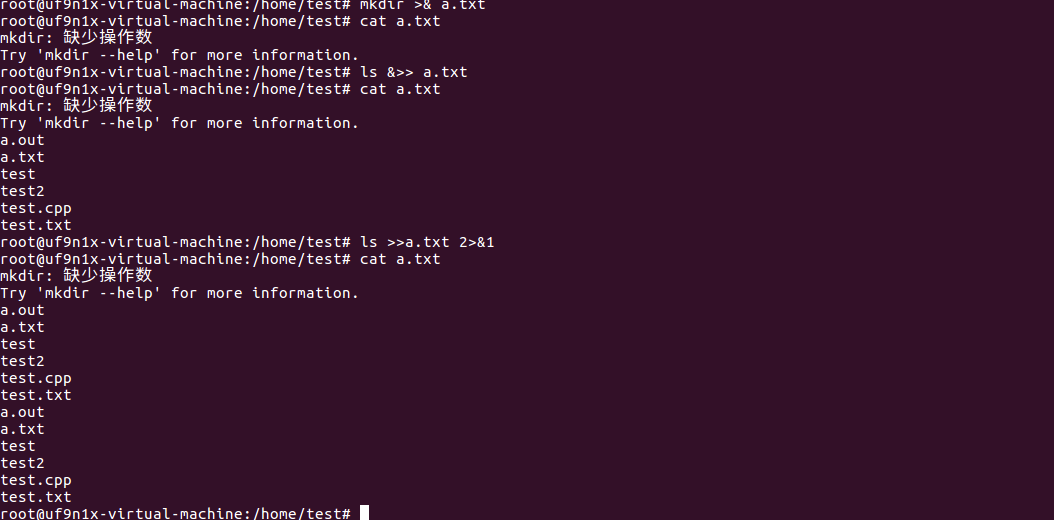 root@uf9n1x-virtual-machine:/home/test# mkdir >& a.txt
root@uf9n1x-virtual-machine:/home/test# cat a.txt
mkdir: 缺少操作数
Try 'mkdir --help' for more information.
root@uf9n1x-virtual-machine:/home/test# ls &>> a.txt
root@uf9n1x-virtual-machine:/home/test# cat a.txt
mkdir: 缺少操作数
Try 'mkdir --help' for more information.
a.out
a.txt
test
test2
test.cpp
test.txt
root@uf9n1x-virtual-machine:/home/test# ls >>a.txt 2>&1
root@uf9n1x-virtual-machine:/home/test# cat a.txt
mkdir: 缺少操作数
Try 'mkdir --help' for more information.
a.out
a.txt
test
test2
test.cpp
test.txt
a.out
a.txt
test
test2
test.cpp
test.txt
root@uf9n1x-virtual-machine:/home/test#